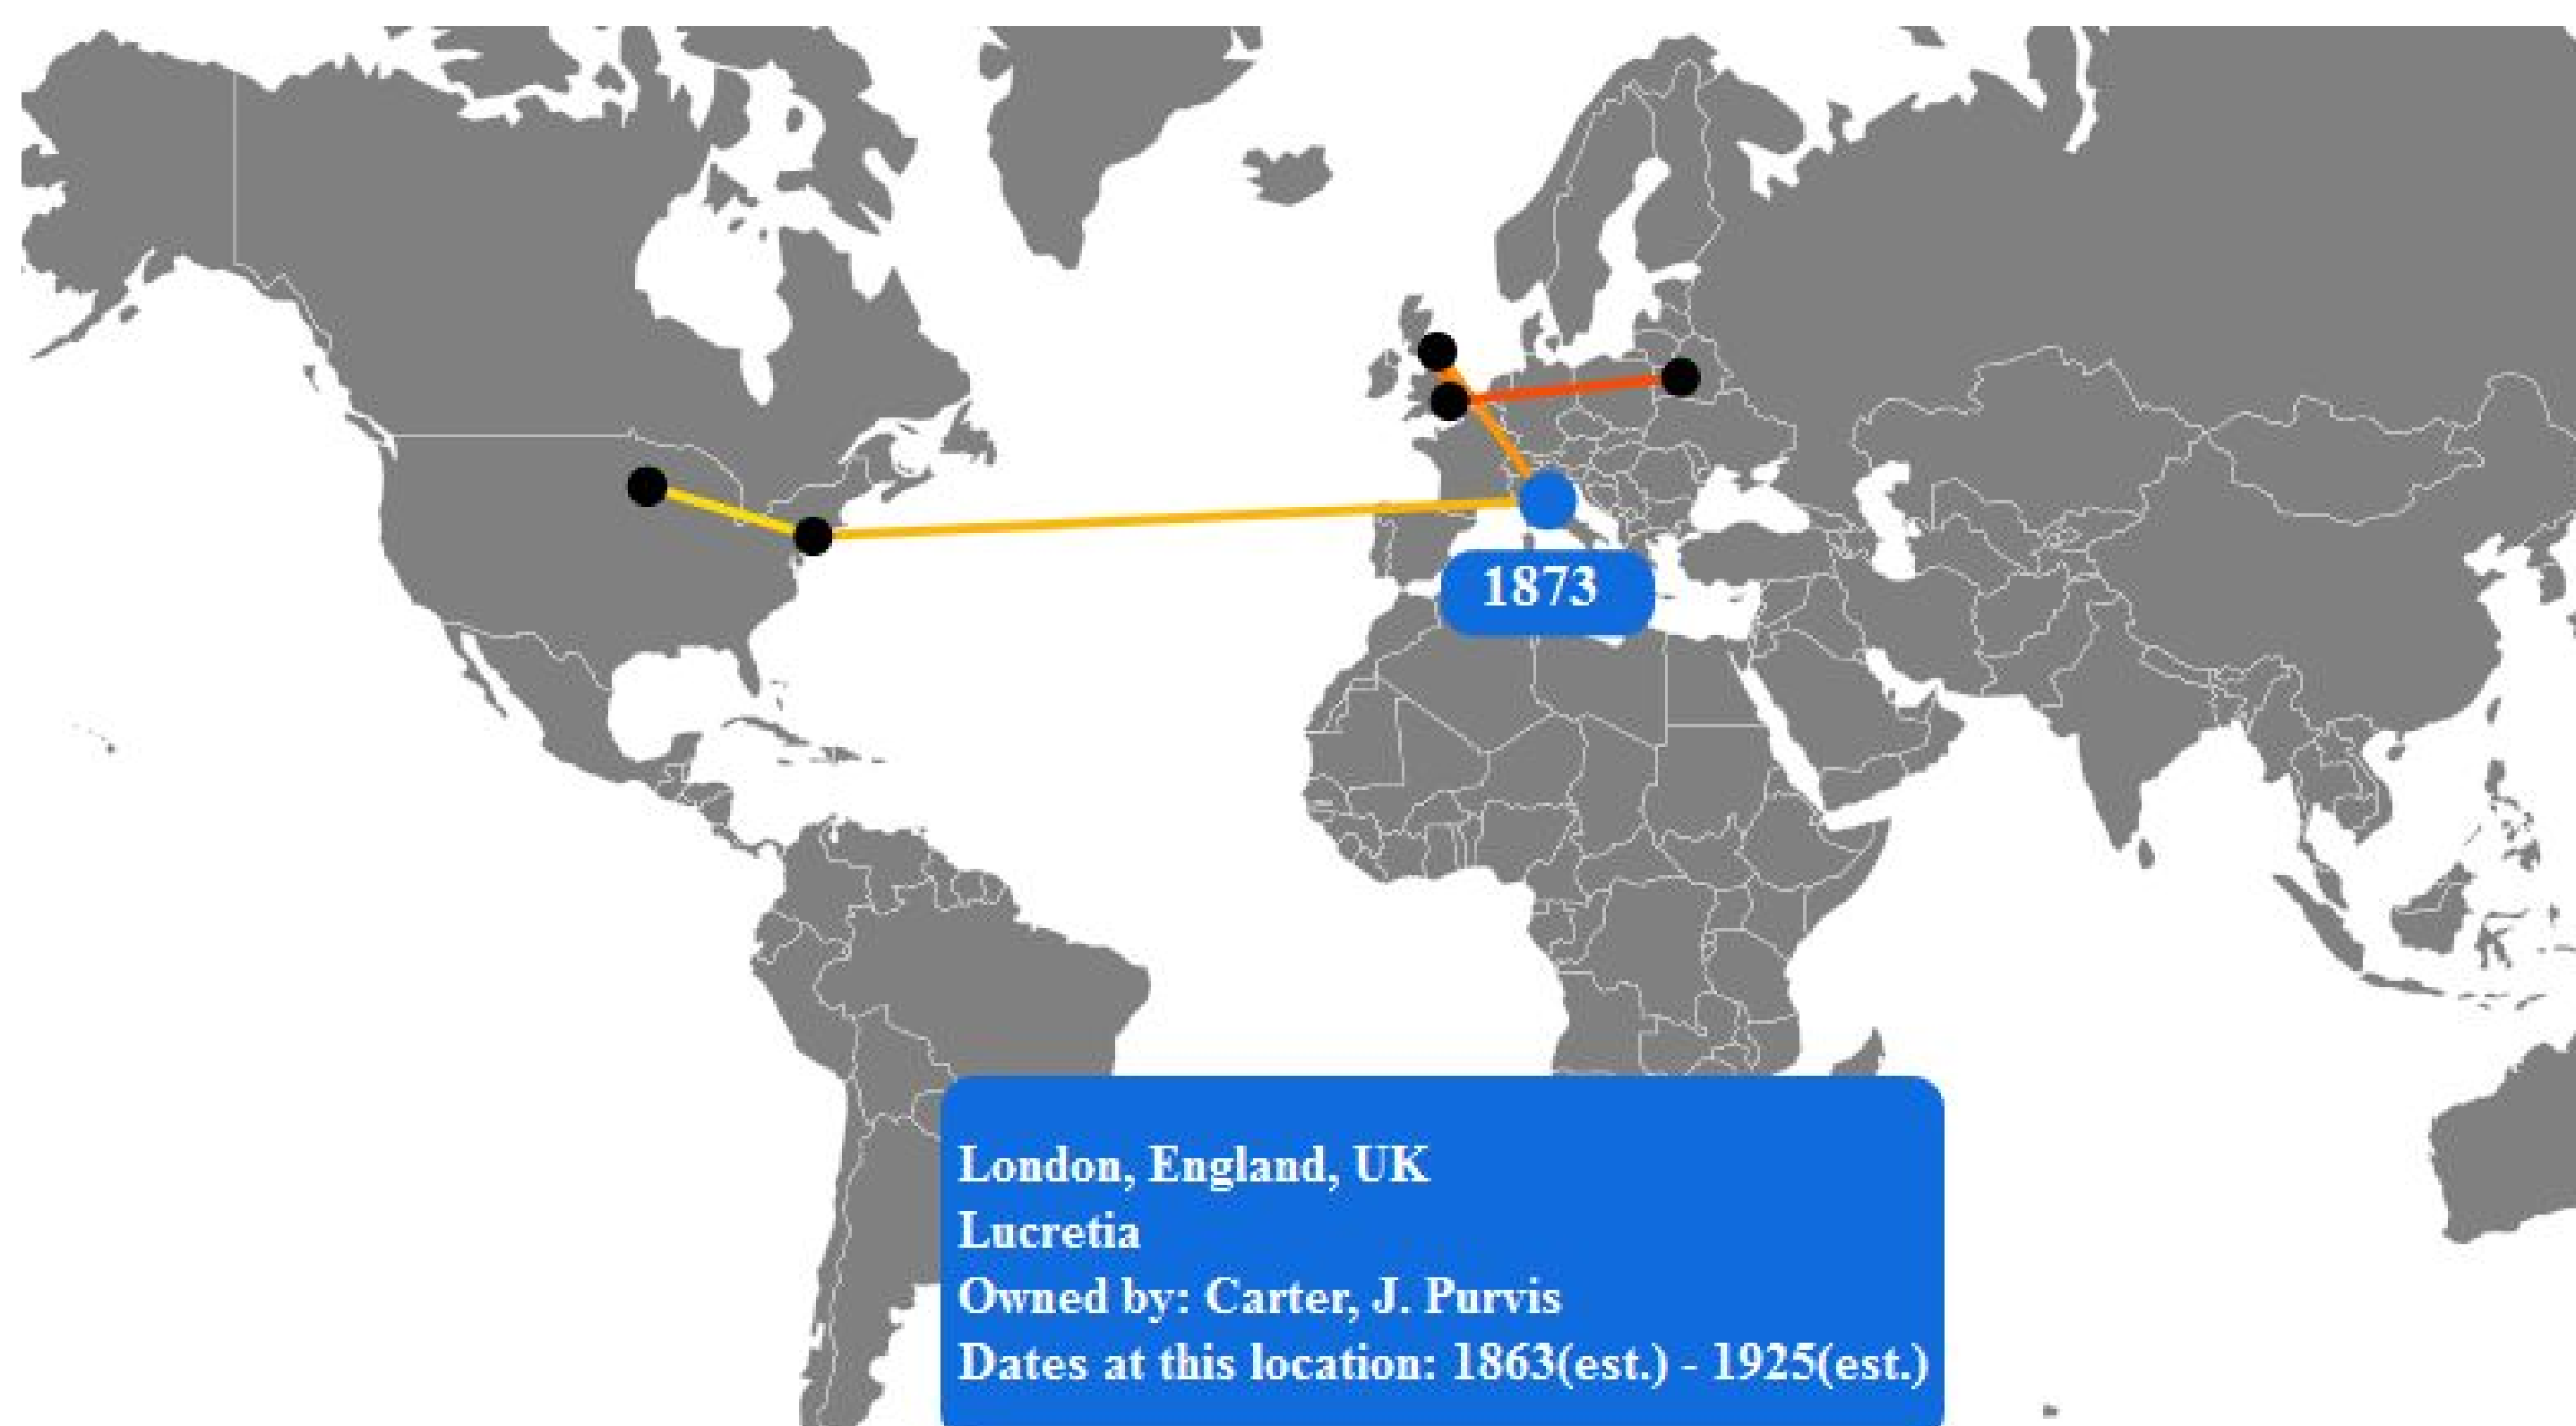 1873
London, England, UK
Lucretia
Owned by: Carter, J. Purvis
Dates at this location: 1863(est.) - 1925(est.)